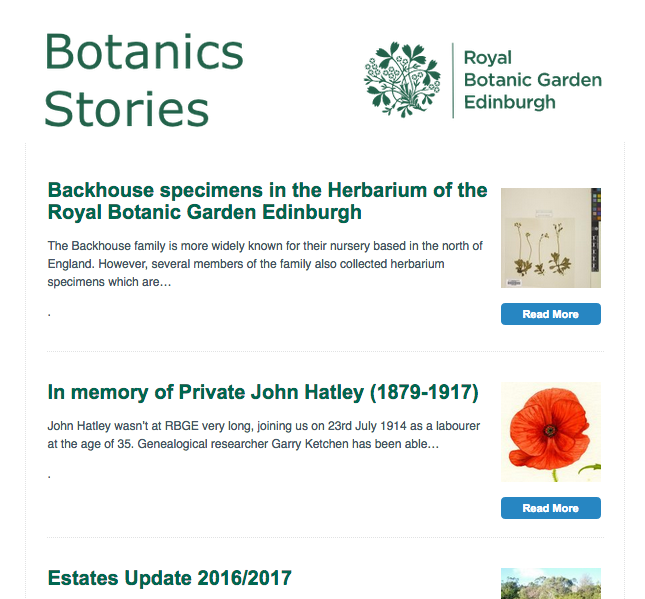 Botanics
Stories
Royal
Botanic Garden
Edinburgh
Backhouse specimens in the Herbarium of the
Royal Botanic Garden Edinburgh
The Backhouse family is more widely known for their nursery based in the north of
England. However, several members of the family also collected herbarium
specimens which are…
.
Read More
In memory of Private John Hatley (1879-1917)
John Hatley wasn’t at RBGE very long, joining us on 23rd July 1914 as a labourer
at the age of 35. Genealogical researcher Garry Ketchen has been able…
.
Read More
Estates Update 2016/2017